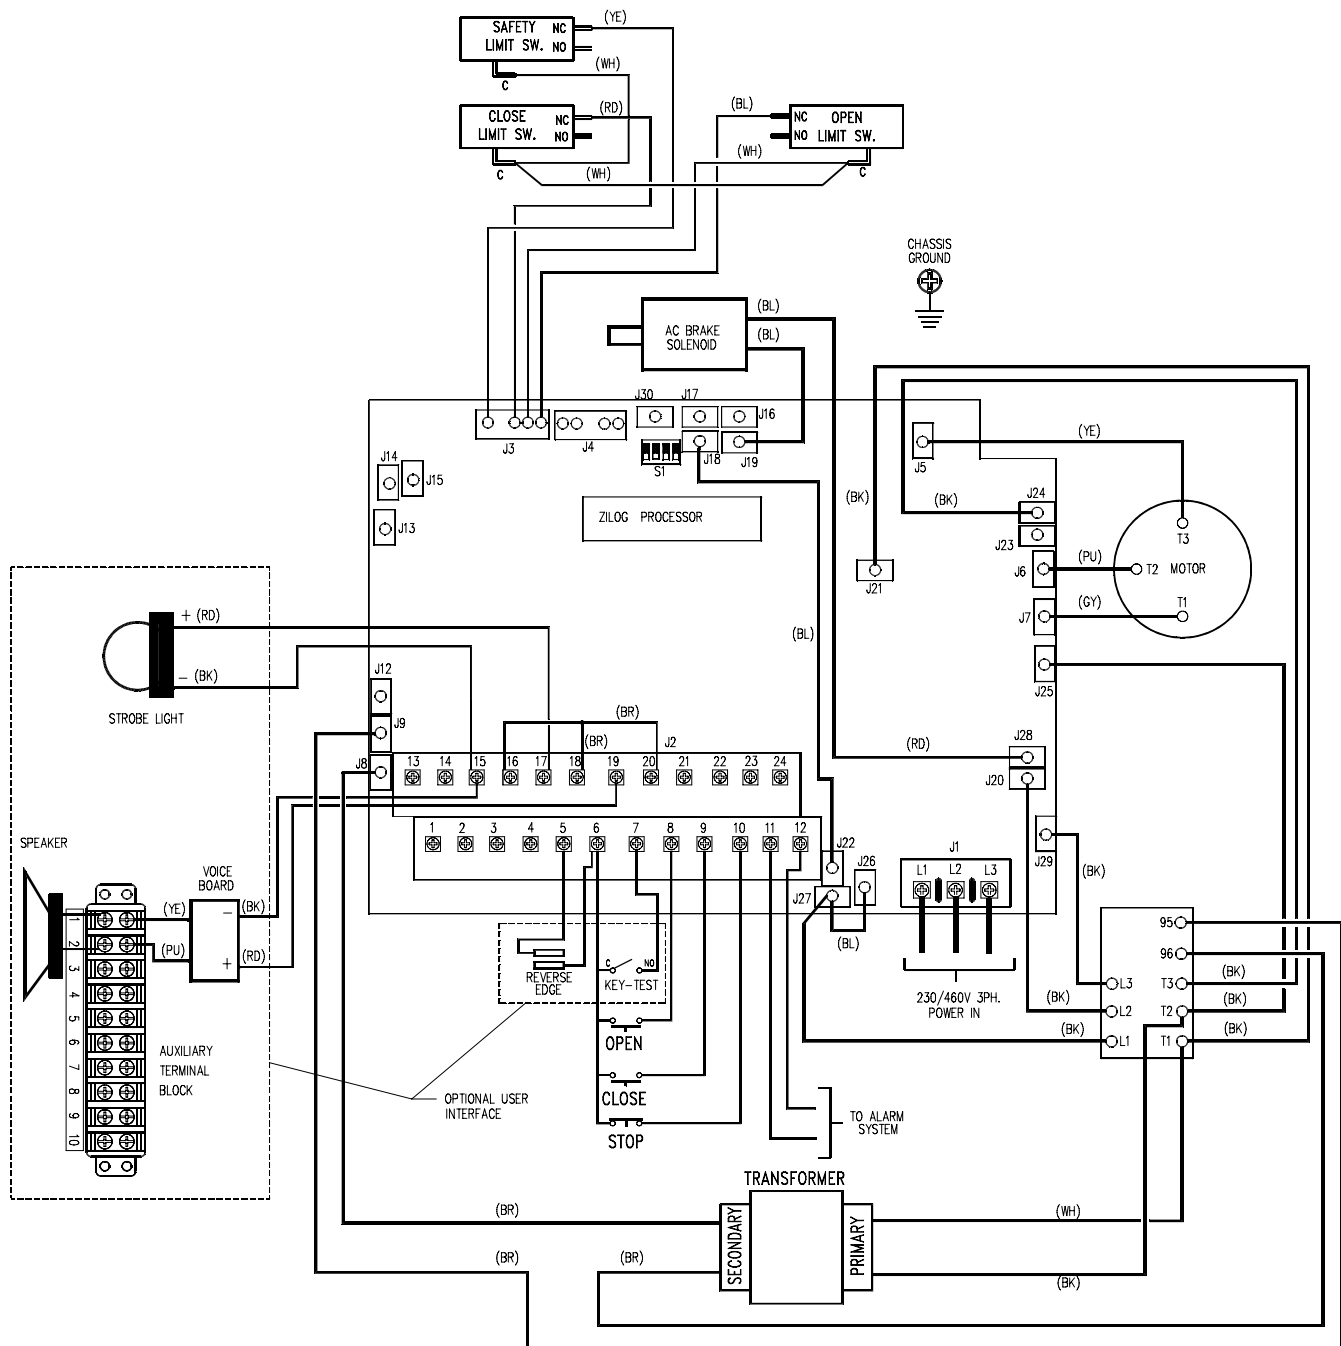 SAFETY NC (YE)
LIMIT SW. NO
(WH)
C
CLOSE NC (RD)
LIMIT SW. NO
C
(WH)
(BL)
NC OPEN
NO LIMIT SW.
(WH)
C
CHASSIS
GROUND
AC BRAKE
SOLENOID
(BL)
(BL)
J30 J17 J16
J3 J4 S1 J18 J19
J14 J15
J13
ZILOG PROCESSOR
J5
(YE)
(BK)
(BK)
J24
J23
J21
J6 (PU) T2 MOTOR
T3
J7 (GY) T1
J25
(BL)
+ (RD)
- (BK)
STROBE LIGHT
J12
J9
J8
(BR)
(BR)
J2
13 14 15 16 17 18 19 20 21 22 23 24
1 2 3 4 5 6 7 8 9 10 11 12
(RD)
J28
J20
J29
J22
J26
J27
(BL)
J1
L1 L2 L3
230/460V 3PH.
POWER IN
(BK)
SPEAKER
VOICE
BOARD
(YE) - (BK)
(PU) + (RD)
1
2
3
4
5
6
7
8
9
10
AUXILIARY
TERMINAL
BLOCK
REVERSE
EDGE
C NO
KEY-TEST
OPEN
CLOSE
STOP
OPTIONAL USER
INTERFACE
TO ALARM
SYSTEM
95
96
L3 T3 (BK)
(BK) L2 T2 (BK)
(BK) L1 T1 (BK)
TRANSFORMER
SECONDARY
PRIMARY
(BR)
(WH)
(BR)
(BR)
(BK)